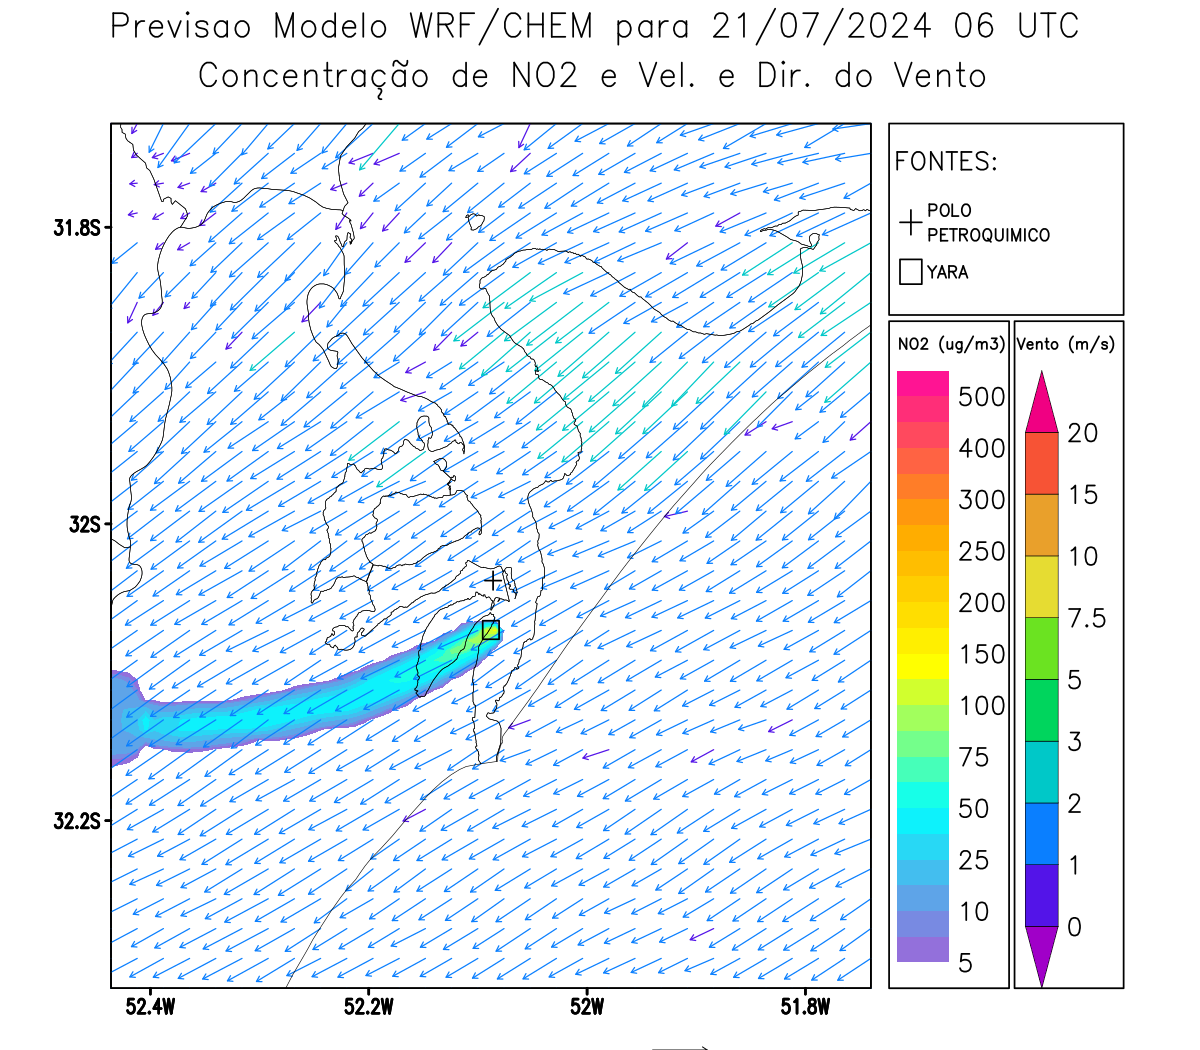 Previsao Modelo WRF/CHEM para 21/07/2024 06 UTC
Concentração de NO2 e Vel. e Dir. do Vento
FONTES:
POLO
PETROQUIMICO
YARA
31.8S
32S
32.2S
52.4W
52.2W
52W
51.8W
NO2 (ug/m3)
500
400
300
250
200
150
100
75
50
25
10
5
Vento (m/s)
20
15
10
7.5
5
3
2
1
0